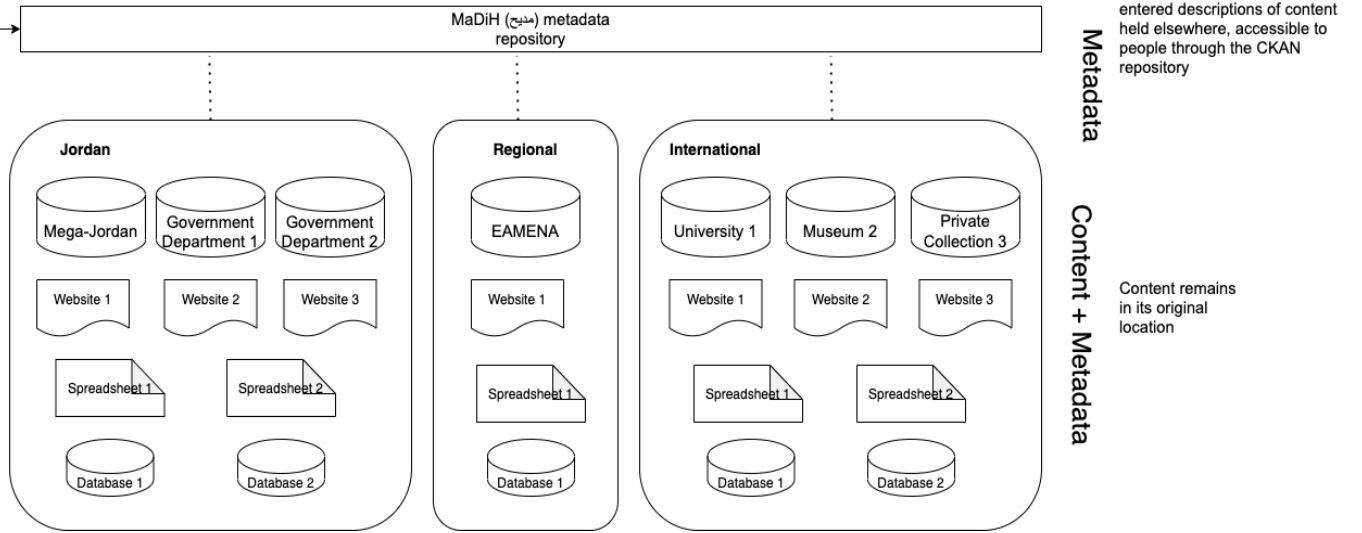 MaDiH (مديح) metadata
repository
Metadata
entered descriptions of content
held elsewhere, accessible to
people through the CKAN
repository
Jordan
Mega-Jordan
Government
Department 1
Government
Department 2
Website 1
Website 2
Website 3
Spreadsheet 1
Spreadsheet 2
Database 1
Database 2
Regional
EAMENA
Website 1
Spreadsheet 1
Database 1
International
University 1
Museum 2
Private
Collection 3
Website 1
Website 2
Website 3
Spreadsheet 1
Spreadsheet 2
Database 1
Database 2
Content + Metadata
Content remains
in its original
location